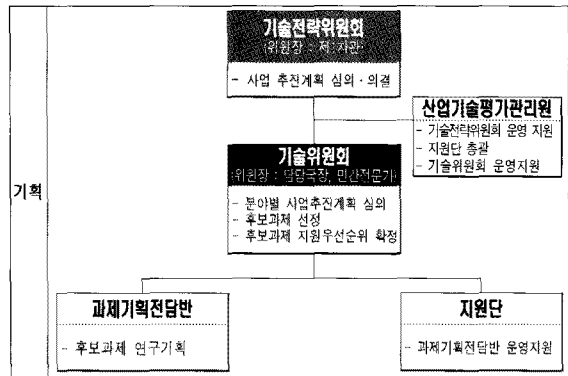 기술전략위원회
(위원장 : 제1차관)
- 사업 추진계획 심의·의결
산업기술평가관리원
- 기술전략위원회 운영 지원
- 지원단 총괄
- 기술위원회 운영지원
기술위원회
(위원장 : 담당국장, 민간전문가)
- 분야별 사업추진계획 심의
- 후보과제 선정
- 후보과제 지원우선순위 확정
기획
과제기획전담반
- 후보과제 연구기획
지원단
- 과제기획전담반 운영지원